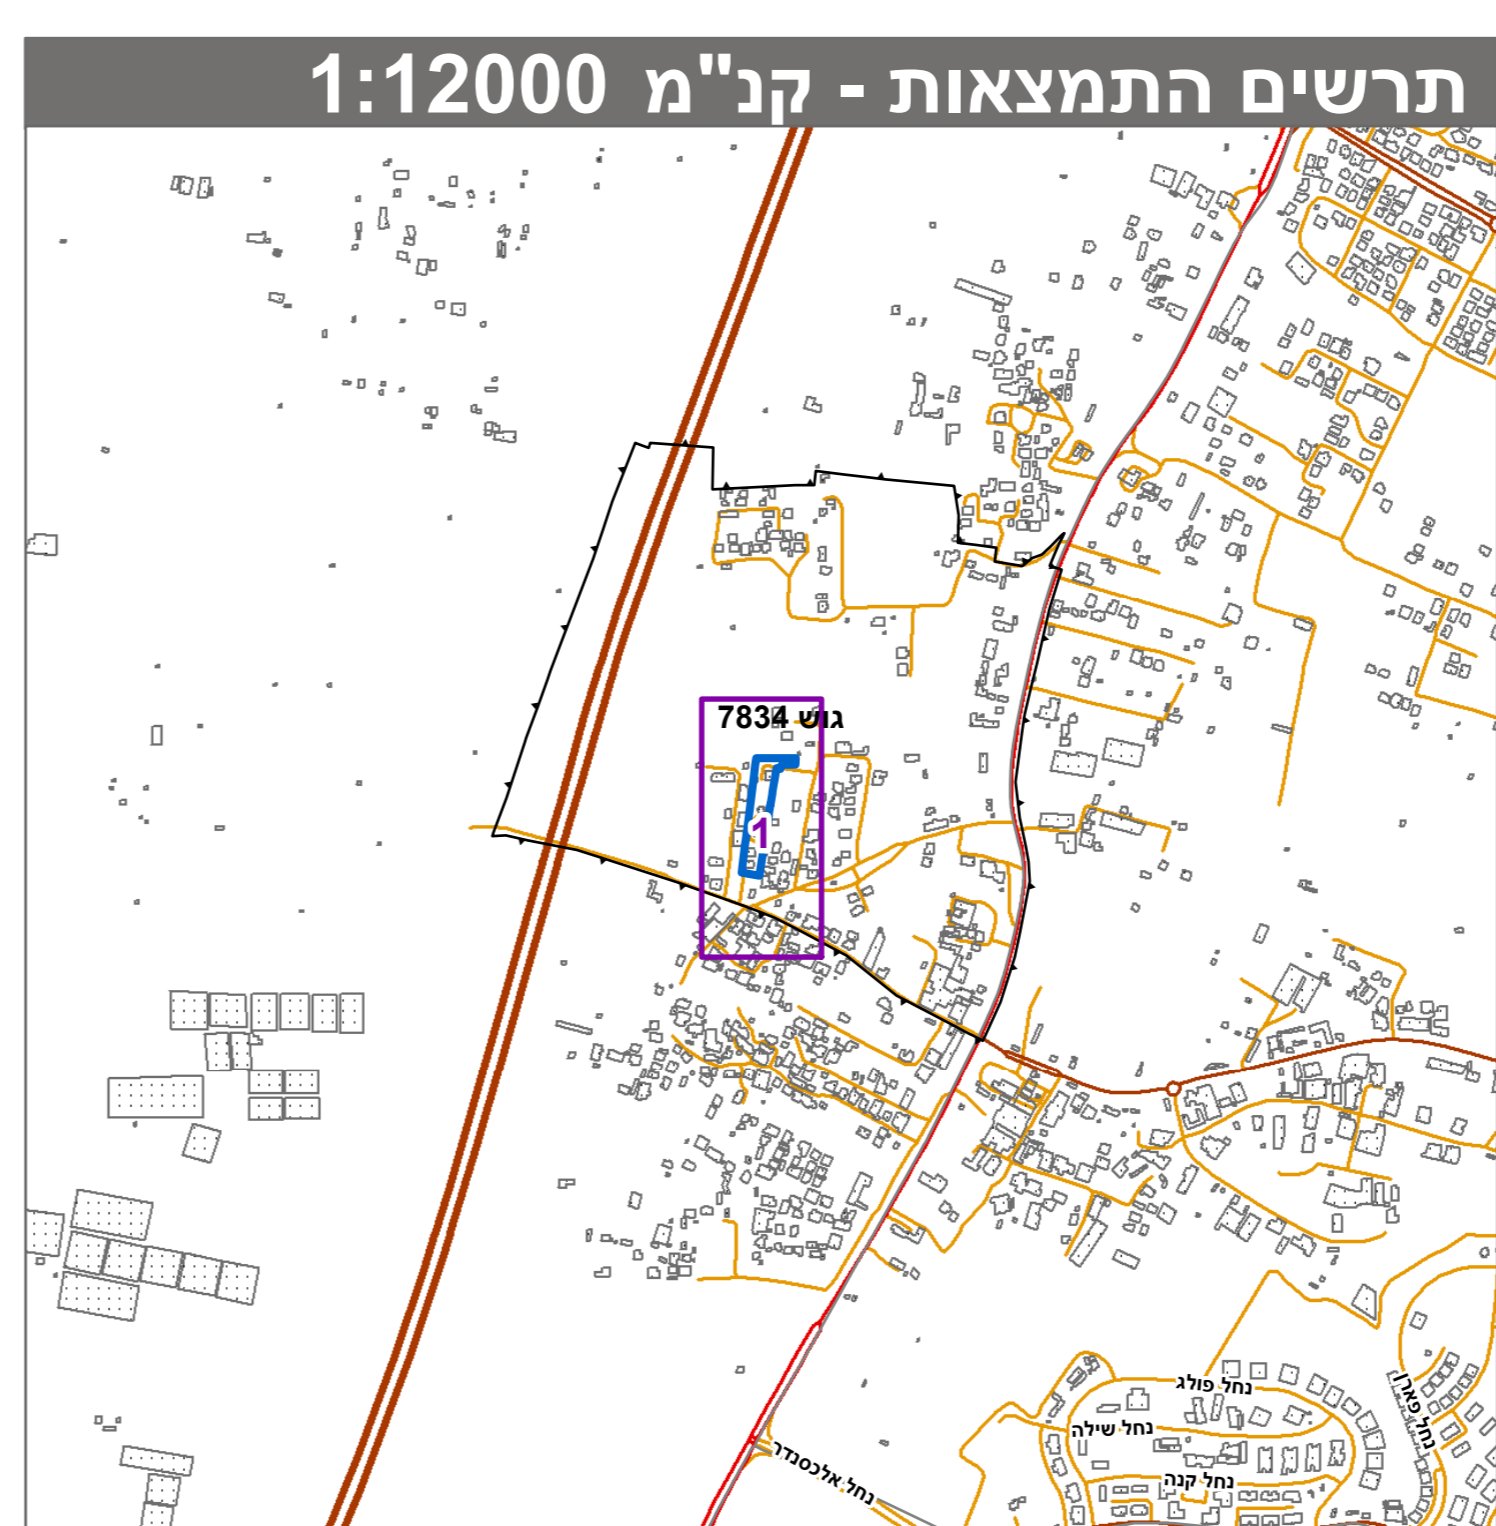 תרשים התמצאות - קנ"מ 1:12000
גוש 7834
1
נחל פולג
נחל פארן
נחל שילה
נחל אלכסנדר
נחל קנה